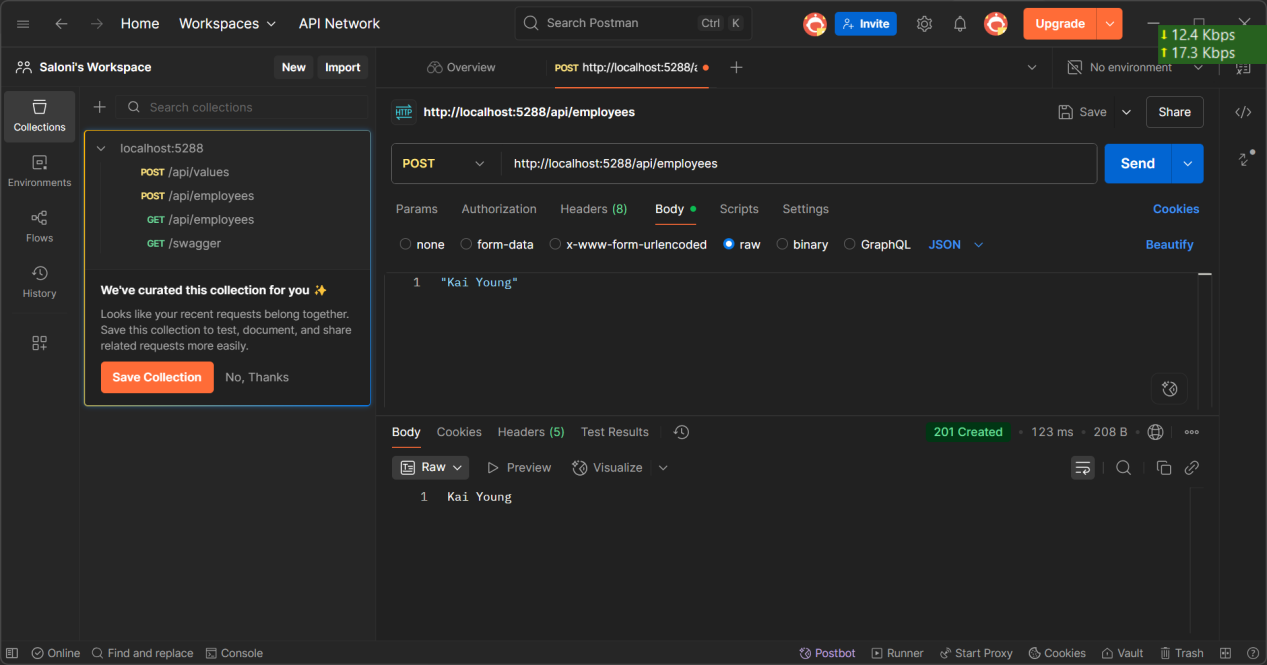 Home Workspaces API Network Search Postman Ctrl K Invite Upgrade
↓ 12.4 Kbps
↑ 17.3 Kbps
Saloni's Workspace New Import Overview POST http://localhost:5288/a No environment
Collections
Search collections
HTTP http://localhost:5288/api/employees Save Share
localhost:5288
POST /api/values
POST /api/employees
GET /api/employees
GET /swagger
Environments
Flows
History
POST http://localhost:5288/api/employees Send
Params Authorization Headers (8) Body Scripts Settings Cookies
none form-data x-www-form-urlencoded raw binary GraphQL JSON Beautify
1 "Kai Young"
We've curated this collection for you ✨
Looks like your recent requests belong together.
Save this collection to test, document, and share
related requests more easily.
Save Collection No, Thanks
Body Cookies Headers (5) Test Results 201 Created • 123 ms • 208 B
Raw Preview Visualize
1 Kai Young
Online Find and replace Console Postbot Runner Start Proxy Cookies Vault Trash